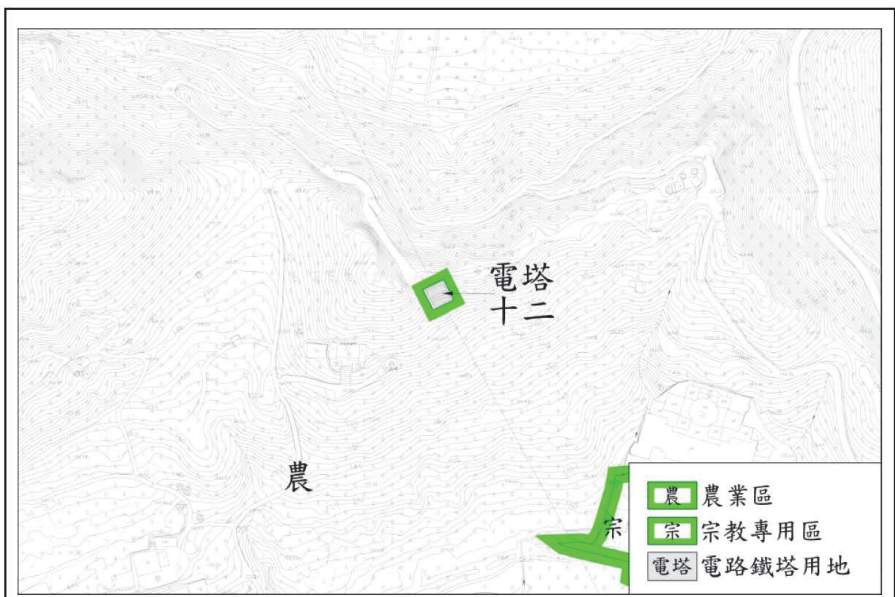 電塔
十二
農
宗
農 農業區
宗 宗教專用區
電塔 電路鐵塔用地